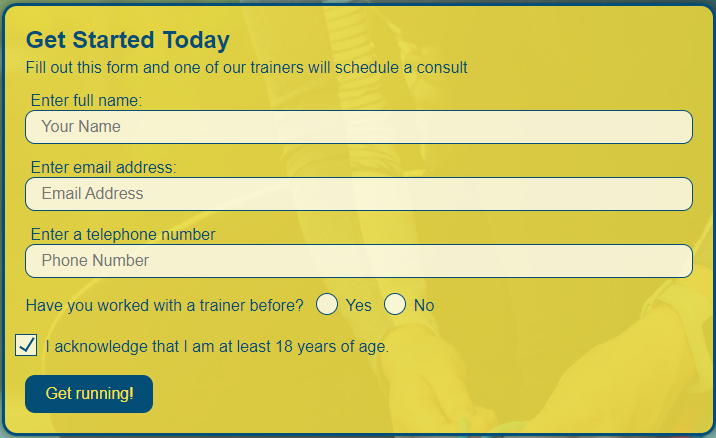 Get Started Today
Fill out this form and one of our trainers will schedule a consult
Enter full name:
Your Name
Enter email address:
Email Address
Enter a telephone number
Phone Number
Have you worked with a trainer before? Yes No
I acknowledge that I am at least 18 years of age.
Get running!